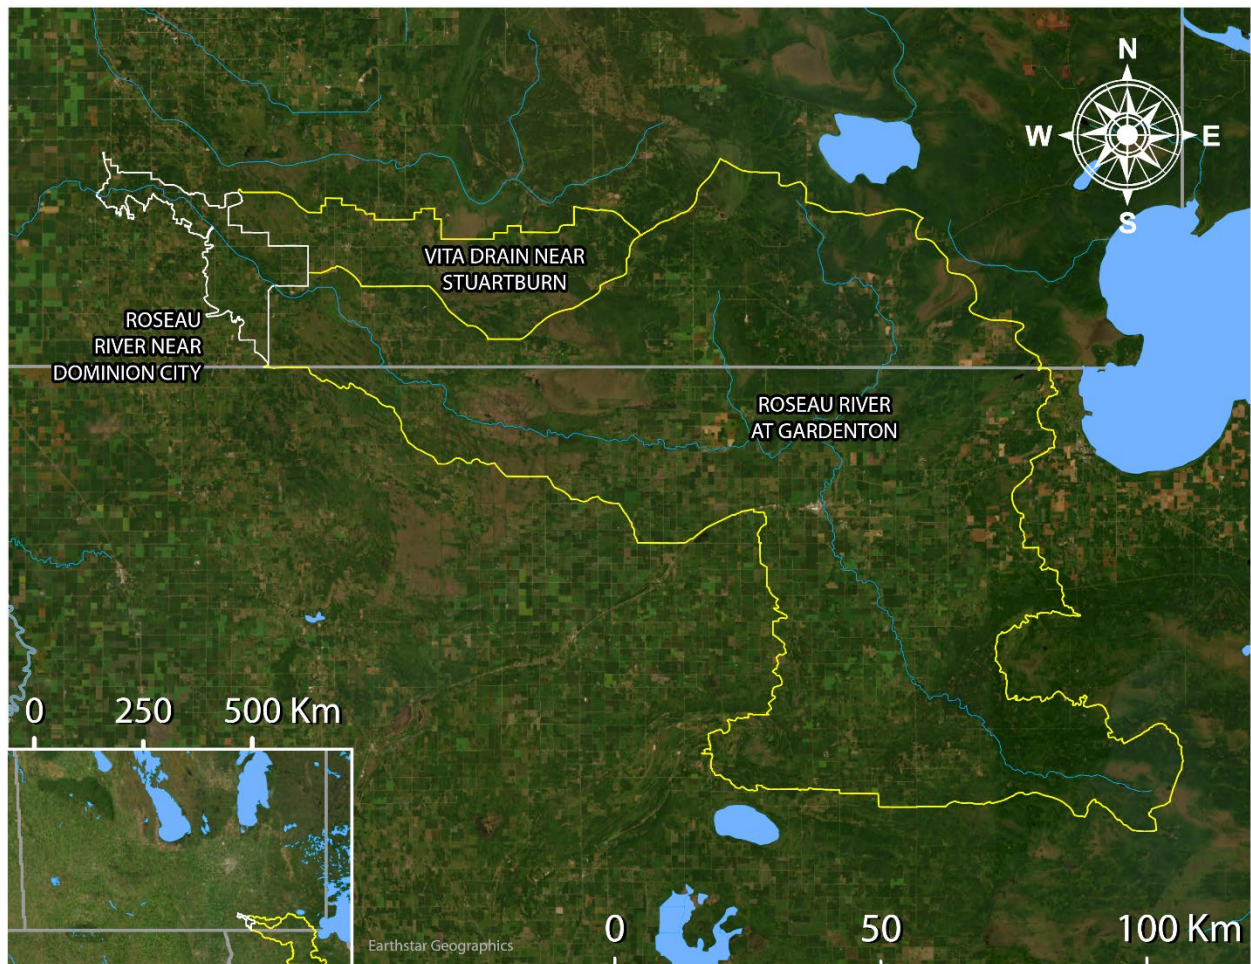 N
W E
S
VITA DRAIN NEAR
STUARTBURN
ROSEAU
RIVER NEAR
DOMINION CITY
ROSEAU RIVER
AT GARDENTON
0 250 500 Km
Earthstar Geographics
0 50 100 Km